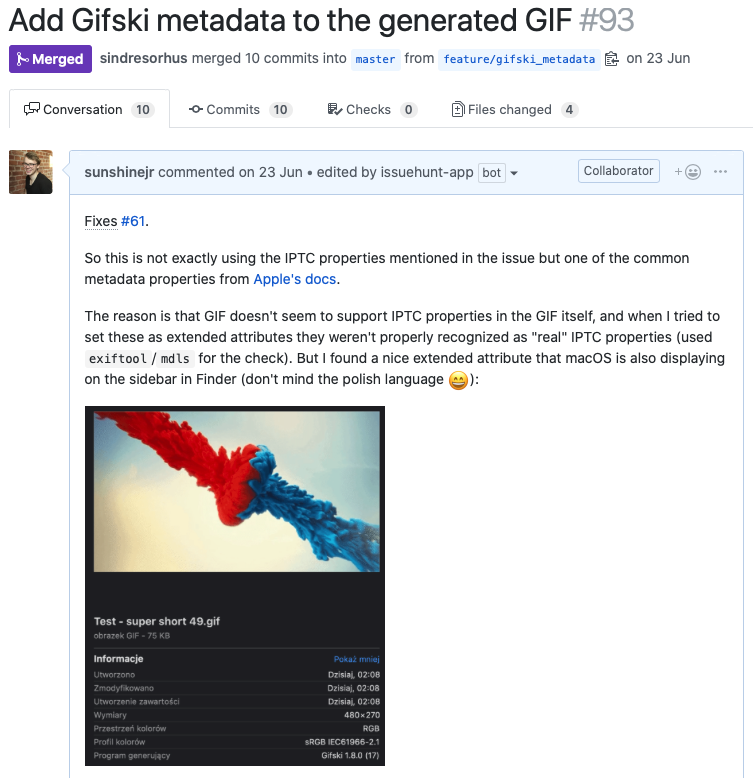 Add Gifski metadata to the generated GIF #93
Merged sindresorhus merged 10 commits into master from feature/gifski_metadata on 23 Jun
Conversation 10 Commits 10 Checks 0 Files changed 4
sunshinejr commented on 23 Jun • edited by issuehunt-app bot Collaborator
Fixes #61.
So this is not exactly using the IPTC properties mentioned in the issue but one of the common
metadata properties from Apple's docs.
The reason is that GIF doesn't seem to support IPTC properties in the GIF itself, and when I tried to
set these as extended attributes they weren't properly recognized as "real" IPTC properties (used
exiftool / mdls for the check). But I found a nice extended attribute that macOS is also displaying
on the sidebar in Finder (don't mind the polish language 😄):
Test - super short 49.gif
obrazek GIF - 75 KB
Informacje Pokaż mniej
Utworzono Dzisiaj, 02:08
Zmodyfikowano Dzisiaj, 02:08
Utworzenie zawartości Dzisiaj, 02:08
Wymiary 480×270
Przestrzeń kolorów RGB
Profil kolorów sRGB IEC61966-2.1
Program generujący Gifski 1.8.0 (17)